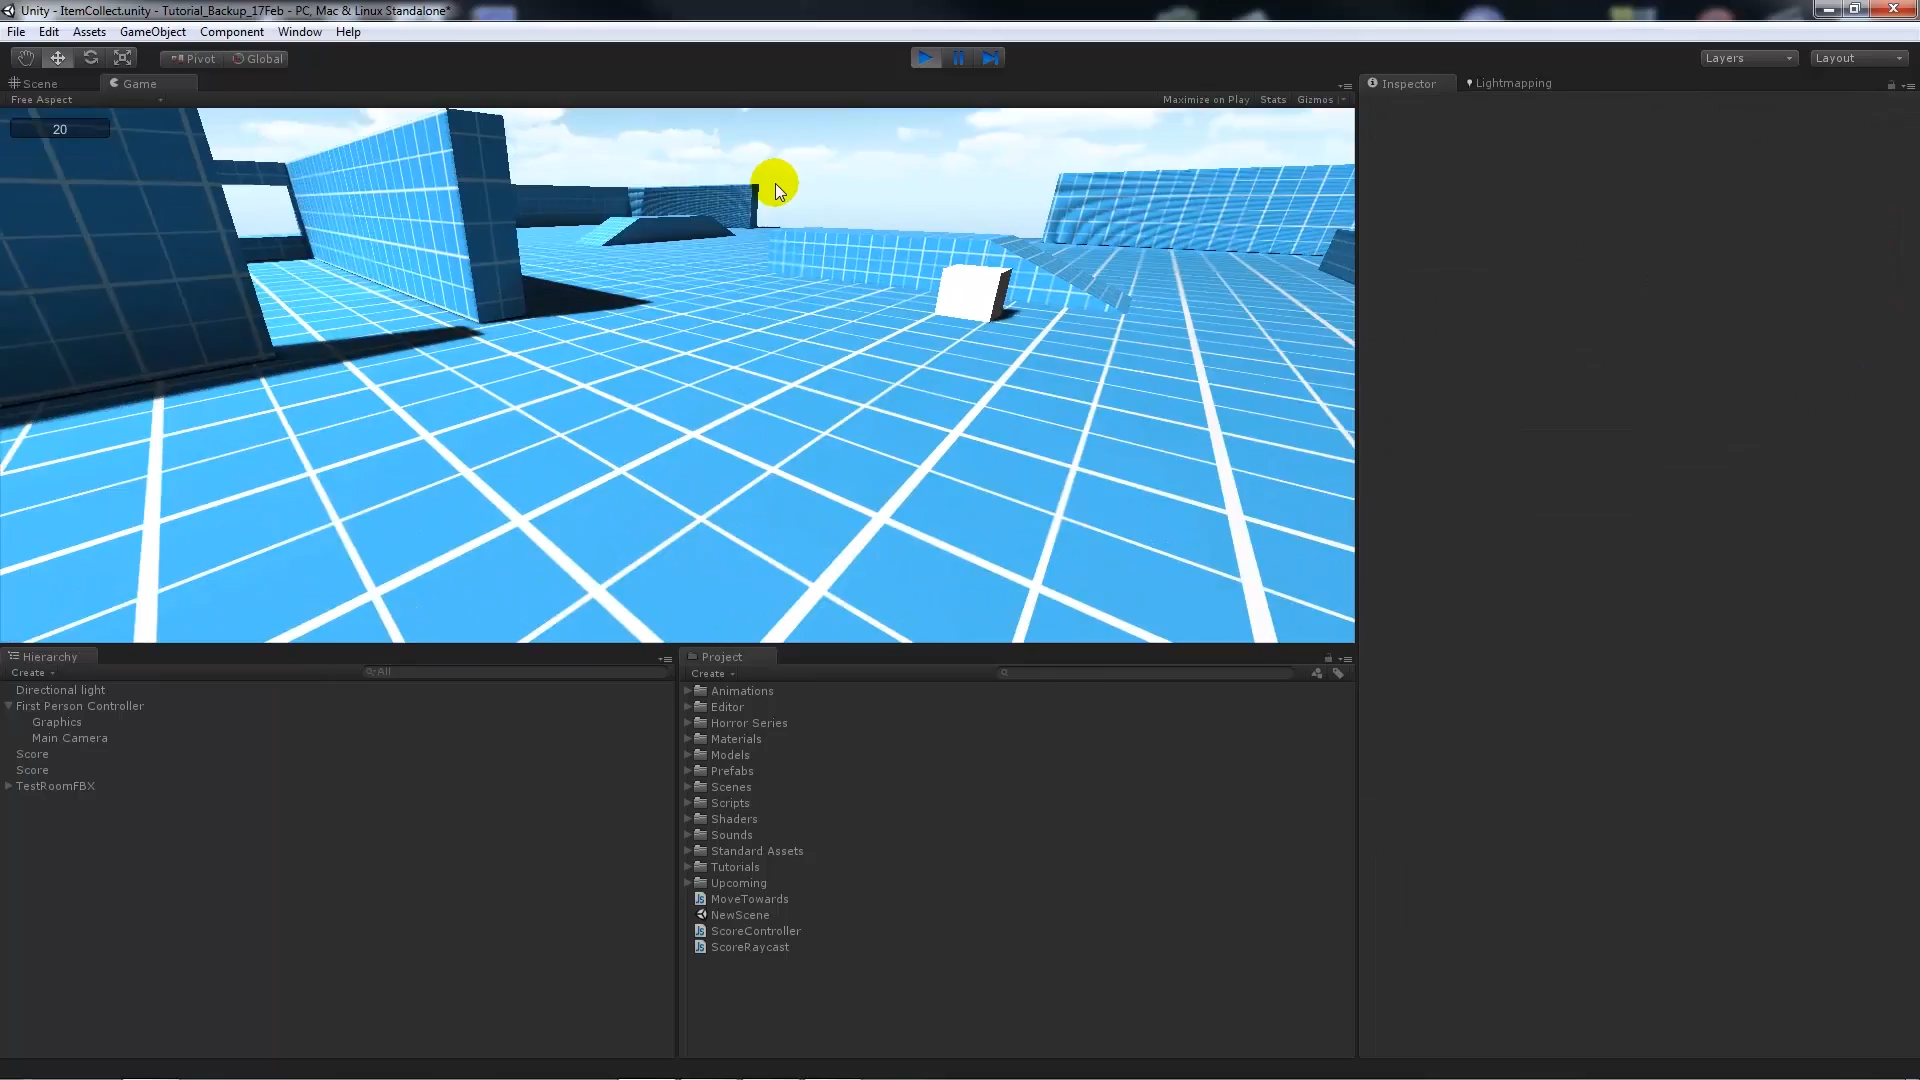 Unity - ItemCollect.unity - Tutorial_Backup_17Feb - PC, Mac & Linux Standalone*
File Edit Assets GameObject Component Window Help
Pivot Global Layers Layout
Scene Game Inspector Lightmapping
Free Aspect Maximize on Play Stats Gizmos
20
Hierarchy
Create All
Directional light
First Person Controller
Graphics
Main Camera
Score
Score
TestRoomFBX
Project
Create
Animations
Editor
Horror Series
Materials
Models
Prefabs
Scenes
Scripts
Shaders
Sounds
Standard Assets
Tutorials
Upcoming
Js MoveTowards
NewScene
Js ScoreController
Js ScoreRaycast